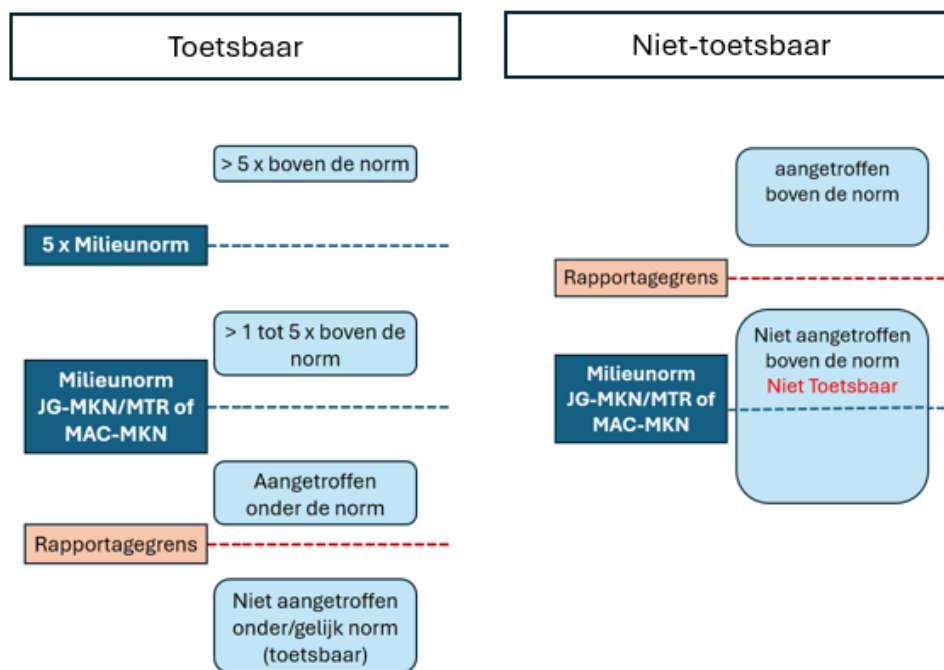 Toetsbaar
> 5 x boven de norm
5 x Milieunorm
> 1 tot 5 x boven de
norm
Milieunorm
JG-MKN/MTR of
MAC-MKN
Aangetroffen
onder de norm
Rapportagegrens
Niet aangetroffen
onder/gelijk norm
(toetsbaar)
Niet-toetsbaar
aangetroffen
boven de norm
Rapportagegrens
Niet aangetroffen
boven de norm
Niet Toetsbaar
Milieunorm
JG-MKN/MTR of
MAC-MKN